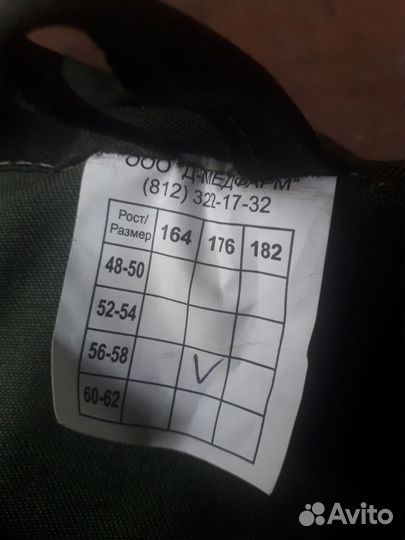 ООО "Д-МЕДФАРМ"
(812) 322-17-32
Рост/ Размер 164 176 182
48-50
52-54
56-58 V
60-62
Avito